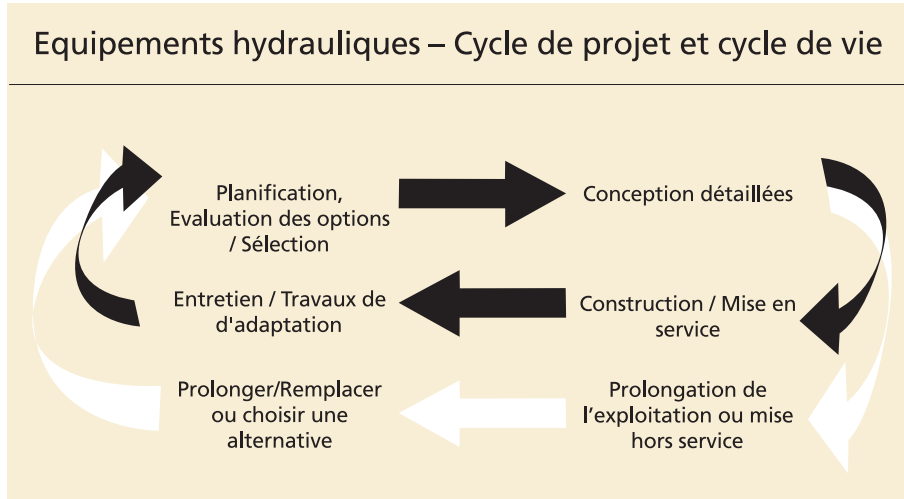 Equipements hydrauliques – Cycle de projet et cycle de vie
Planification,
Evaluation des options
/ Sélection
Conception détaillées
Entretien / Travaux de
d'adaptation
Construction / Mise en
service
Prolonger/Remplacer
ou choisir une
alternative
Prolongation de
l'exploitation ou mise
hors service